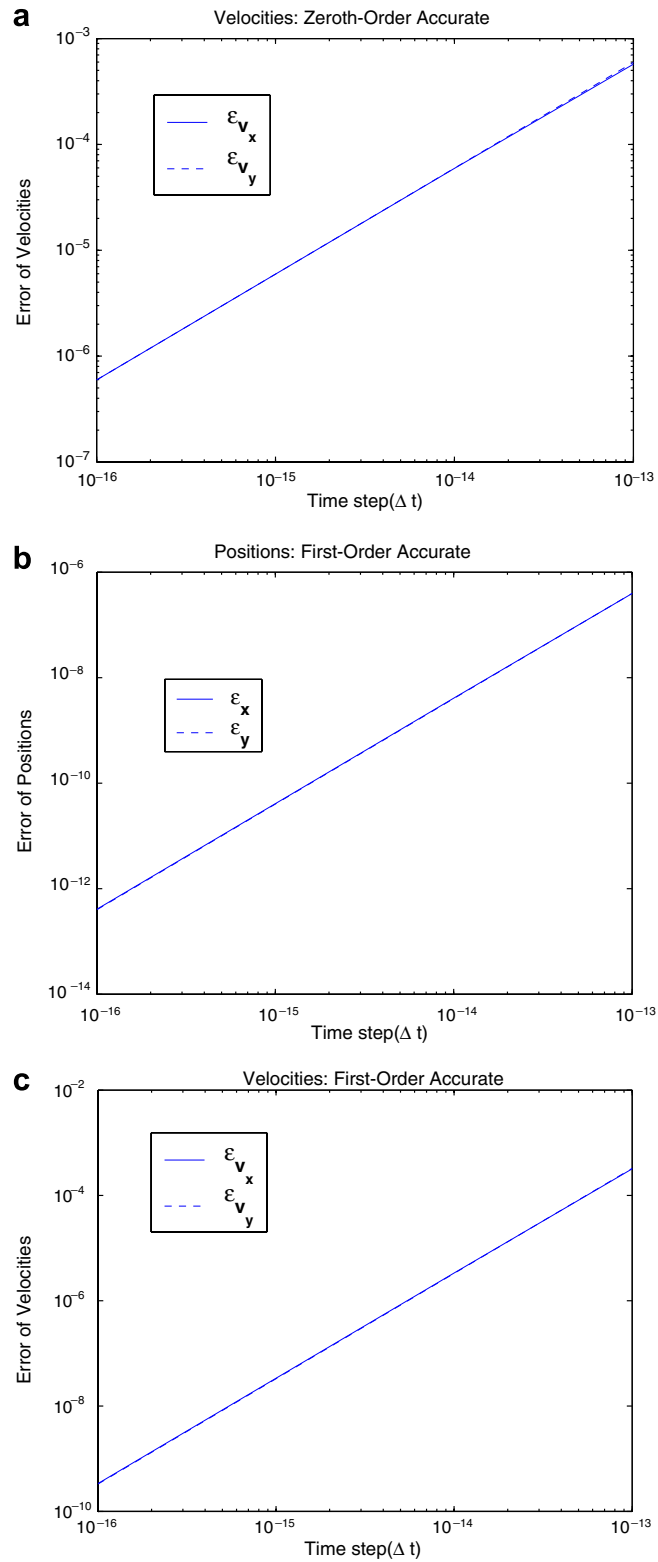 a
Velocities: Zeroth-Order Accurate
10⁻³
10⁻⁴
10⁻⁵
10⁻⁶
10⁻⁷
Error of Velocities
ε_v_x
ε_v_y
10⁻¹⁶ 10⁻¹⁵ 10⁻¹⁴ 10⁻¹³
Time step(Δ t)
b
Positions: First-Order Accurate
10⁻⁶
10⁻⁸
10⁻¹⁰
10⁻¹²
10⁻¹⁴
Error of Positions
ε_x
ε_y
10⁻¹⁶ 10⁻¹⁵ 10⁻¹⁴ 10⁻¹³
Time step(Δ t)
c
Velocities: First-Order Accurate
10⁻²
10⁻⁴
10⁻⁶
10⁻⁸
10⁻¹⁰
Error of Velocities
ε_v_x
ε_v_y
10⁻¹⁶ 10⁻¹⁵ 10⁻¹⁴ 10⁻¹³
Time step(Δ t)